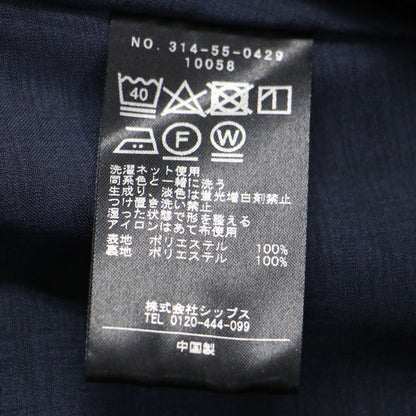 NO. 314-55-0429
10058
40
F
W
洗濯ネット使用
同系色と一緒に洗う
生成り、淡色は蛍光増白剤禁止
つけ置き洗い禁止
湿った状態で形を整える
アイロンはあて布使用
表地 ポリエステル 100%
裏地 ポリエステル 100%
株式会社シップス
TEL 0120-444-099
中国製